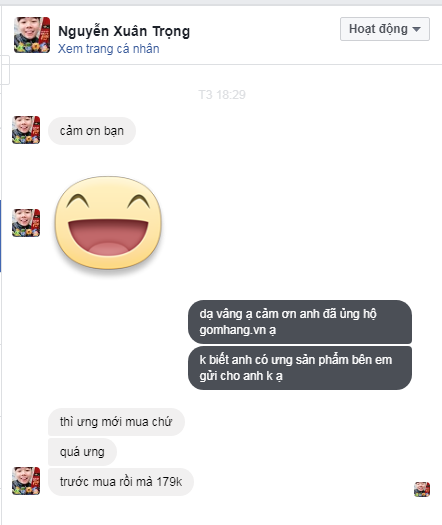 Nguyễn Xuân Trọng
Hoạt động
Xem trang cá nhân
T3 18:29
cảm ơn bạn
dạ vâng ạ cảm ơn anh đã ủng hộ
gomhang.vn ạ
k biết anh có ưng sản phẩm bên em
gửi cho anh k ạ
thì ưng mới mua chứ
quá ưng
trước mua rồi mà 179k